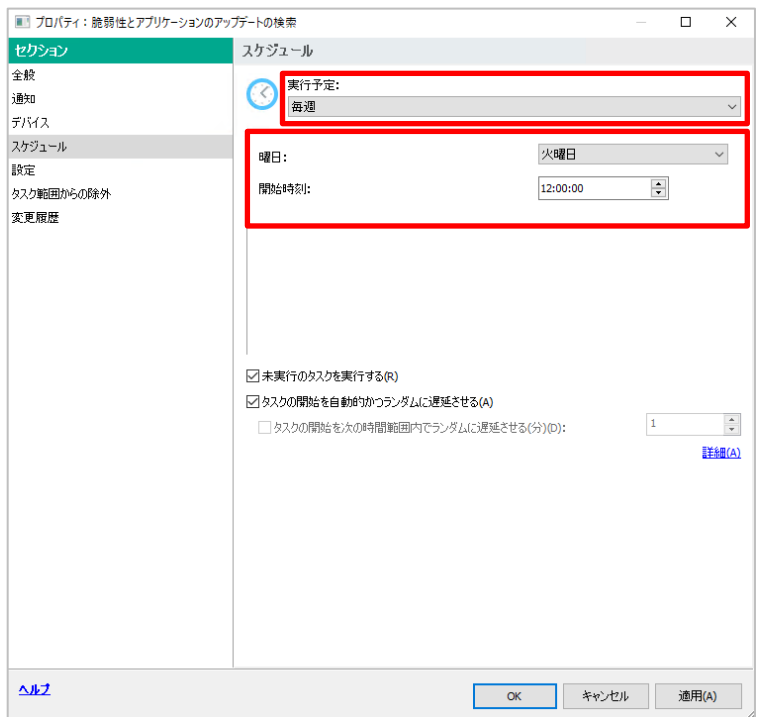 プロパティ：脆弱性とアプリケーションのアップデートの検索
セクション
全般
通知
デバイス
スケジュール
設定
タスク範囲からの除外
変更履歴
スケジュール
実行予定:
毎週
曜日:
火曜日
開始時刻:
12:00:00
未実行のタスクを実行する(R)
タスクの開始を自動的かつランダムに遅延させる(A)
タスクの開始を次の時間範囲内でランダムに遅延させる(分)(D):
1
詳細(A)
ヘルプ
OK
キャンセル
適用(A)